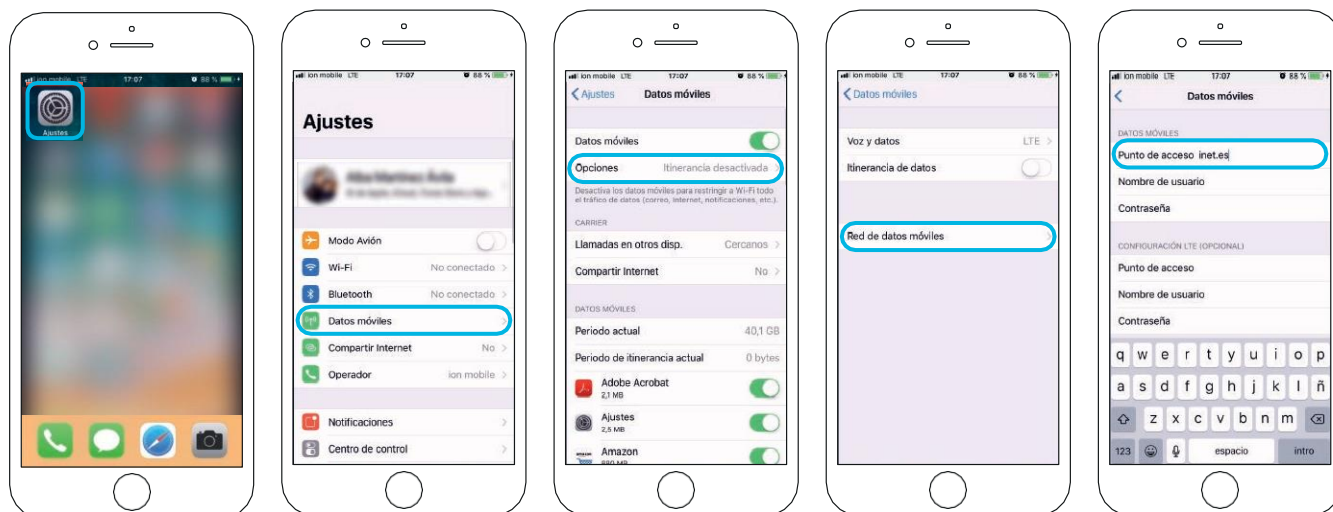 ion mobile LTE 17:07 88 %
Ajustes
ion mobile LTE 17:07 88 %
Ajustes
Modo Avión
Wi-Fi No conectado
Bluetooth No conectado
Datos móviles
Compartir Internet No
Operador ion mobile
Notificaciones
Centro de control
ion mobile LTE 17:07 88 %
Ajustes Datos móviles
Datos móviles
Opciones Itinerancia desactivada
Desactiva los datos móviles para restringir a Wi-Fi todo
el tráfico de datos (correo, Internet, notificaciones, etc.).
CARRIER
Llamadas en otros disp. Cercanos
Compartir Internet No
DATOS MÓVILES
Periodo actual 40,1 GB
Periodo de itinerancia actual 0 bytes
Adobe Acrobat
2,1 MB
Ajustes
2,5 MB
amazon Amazon
880 MB
ion mobile LTE 17:07 88 %
Datos móviles
Voz y datos LTE
Itinerancia de datos
Red de datos móviles
ion mobile LTE 17:07 88 %
Datos móviles
DATOS MÓVILES
Punto de acceso inet.es
Nombre de usuario
Contraseña
CONFIGURACIÓN LTE (OPCIONAL)
Punto de acceso
Nombre de usuario
Contraseña
q w e r t y u i o p
a s d f g h j k l ñ
z x c v b n m
123 espacio intro